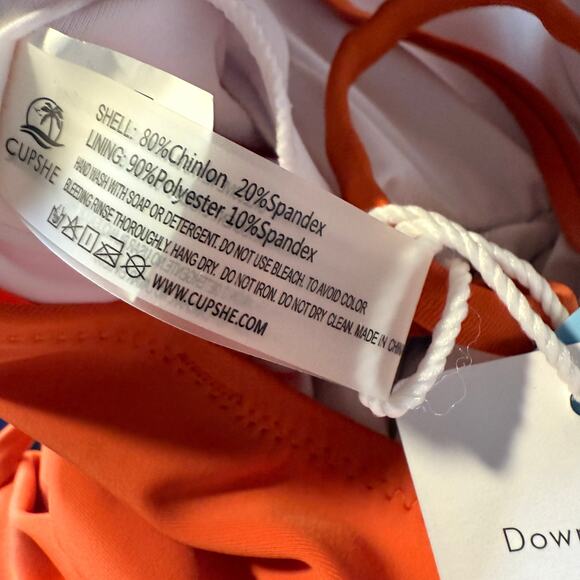 CUPSHE
SHELL: 80%Chinlon 20%Spandex
LINING: 90%Polyester 10%Spandex
HAND WASH WITH SOAP OR DETERGENT. DO NOT USE BLEACH. TO AVOID COLOR
BLEEDING RINSE THOROUGHLY. HANG DRY. DO NOT IRON. DO NOT DRY CLEAN. MADE IN CHINA
WWW.CUPSHE.COM
Down